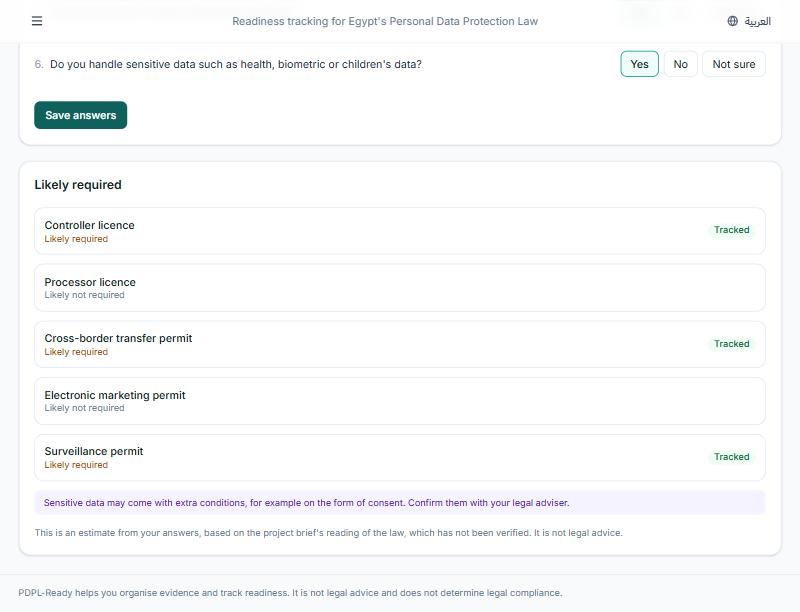 Readiness tracking for Egypt's Personal Data Protection Law
العربية
6. Do you handle sensitive data such as health, biometric or children's data?
Yes
No
Not sure
Save answers
Likely required
Controller licence
Likely required
Tracked
Processor licence
Likely not required
Cross-border transfer permit
Likely required
Tracked
Electronic marketing permit
Likely not required
Surveillance permit
Likely required
Tracked
Sensitive data may come with extra conditions, for example on the form of consent. Confirm them with your legal adviser.
This is an estimate from your answers, based on the project brief's reading of the law, which has not been verified. It is not legal advice.
PDPL-Ready helps you organise evidence and track readiness. It is not legal advice and does not determine legal compliance.